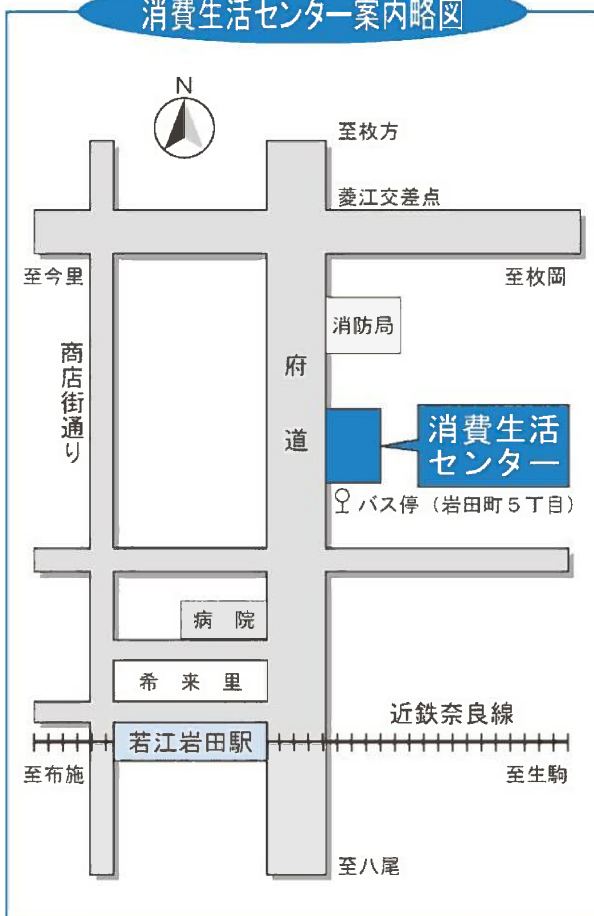 消費生活センター案内略図
N
至枚方
菱江交差点
至今里
至枚岡
消防局
商店街通り
府道
消費生活
センター
バス停（岩田町５丁目）
病院
希来里
近鉄奈良線
若江岩田駅
至布施
至生駒
至八尾